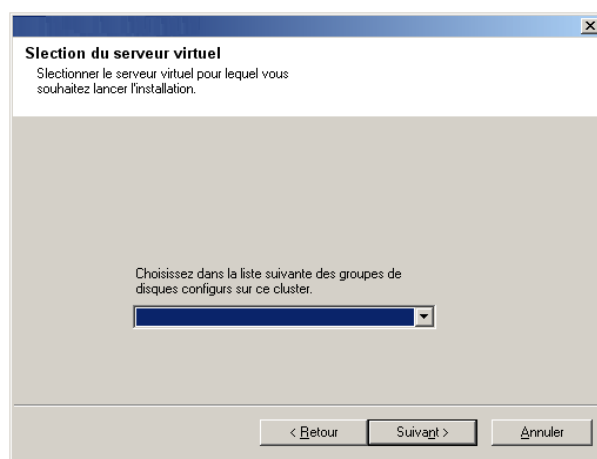 Slection du serveur virtuel
Slectionner le serveur virtuel pour lequel vous
souhaitez lancer l'installation.
Choisissez dans la liste suivante des groupes de
disques configurs sur ce cluster.
< Retour Suivant > Annuler